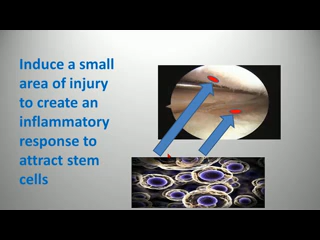 Induce a small
area of injury
to create an
inflammatory
response to
attract stem
cells